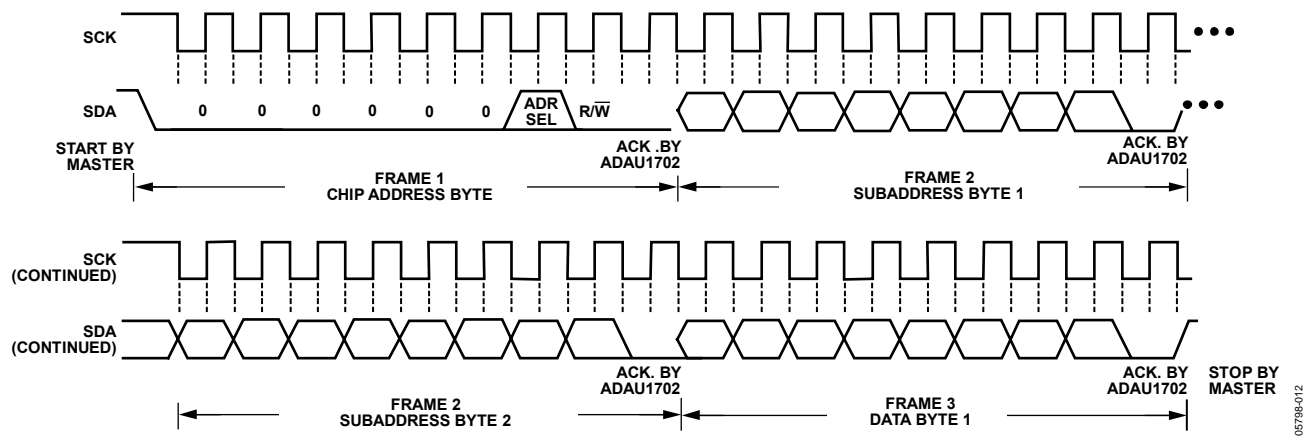 SCK
SDA
0 0 0 0 0 0 ADR SEL R/W̅
START BY
MASTER
ACK .BY
ADAU1702
ACK. BY
ADAU1702
FRAME 1
CHIP ADDRESS BYTE
FRAME 2
SUBADDRESS BYTE 1
SCK
(CONTINUED)
SDA
(CONTINUED)
ACK. BY
ADAU1702
ACK. BY
ADAU1702
STOP BY
MASTER
FRAME 2
SUBADDRESS BYTE 2
FRAME 3
DATA BYTE 1
05798-012